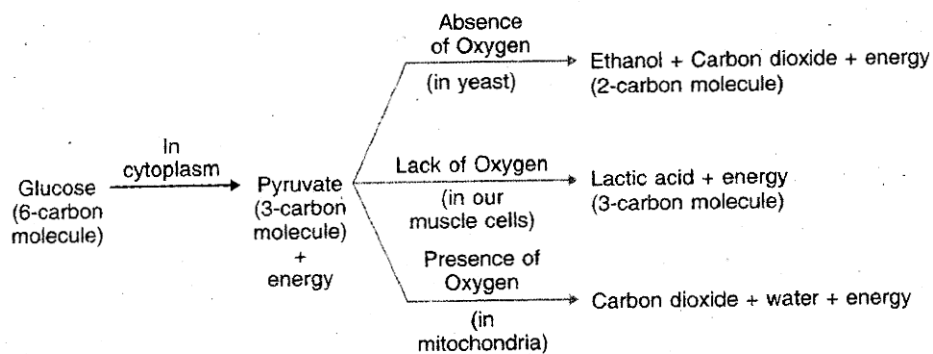 Glucose
(6-carbon
molecule)
In
cytoplasm
Pyruvate
(3-carbon
molecule)
+
energy
Absence
of Oxygen
(in yeast)
Ethanol + Carbon dioxide + energy
(2-carbon molecule)
Lack of Oxygen
(in our
muscle cells)
Lactic acid + energy
(3-carbon molecule)
Presence of
Oxygen
(in
mitochondria)
Carbon dioxide + water + energy